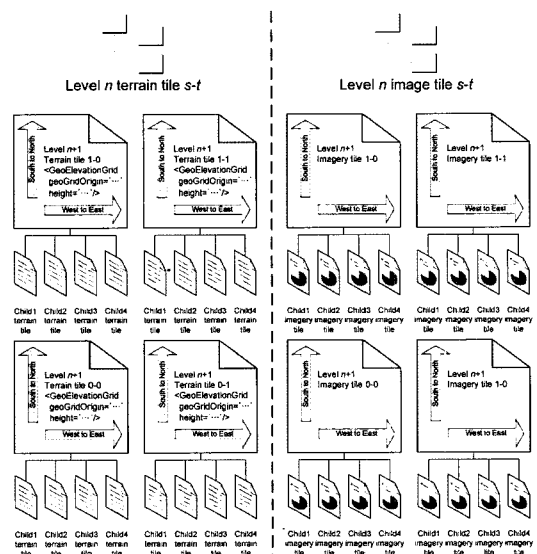 Level n terrain tile s-t
Level n image tile s-t
South to North
Level n+1
Terrain tile 1-0
<GeoElevationGrid
geoGridOrigin='···'
height='···'/>
West to East
South to North
Level n+1
Terrain tile 1-1
<GeoElevationGrid
geoGridOrigin='···'
height='···'/>
West to East
South to North
Level n+1
Imagery tile 1-0
West to East
South to North
Level n+1
Imagery tile 1-1
West to East
Child1 Child2 Child3 Child4
terrain terrain terrain terrain
tile tile tile tile
Child1 Child2 Child3 Child4
terrain terrain terrain terrain
tile tile tile tile
Child1 Child2 Child3 Child4
imagery imagery imagery imagery
tile tile tile tile
Child1 Child2 Child3 Child4
imagery imagery imagery imagery
tile tile tile tile
South to North
Level n+1
Terrain tile 0-0
<GeoElevationGrid
geoGridOrigin='···'
height='···'/>
West to East
South to North
Level n+1
Terrain tile 0-1
<GeoElevationGrid
geoGridOrigin='···'
height='···'/>
West to East
South to North
Level n+1
Imagery tile 0-0
West to East
South to North
Level n+1
Imagery tile 1-0
West to East
Child1 Child2 Child3 Child4
terrain terrain terrain terrain
tile tile tile tile
Child1 Child2 Child3 Child4
terrain terrain terrain terrain
tile tile tile tile
Child1 Child2 Child3 Child4
imagery imagery imagery imagery
tile tile tile tile
Child1 Child2 Child3 Child4
imagery imagery imagery imagery
tile tile tile tile